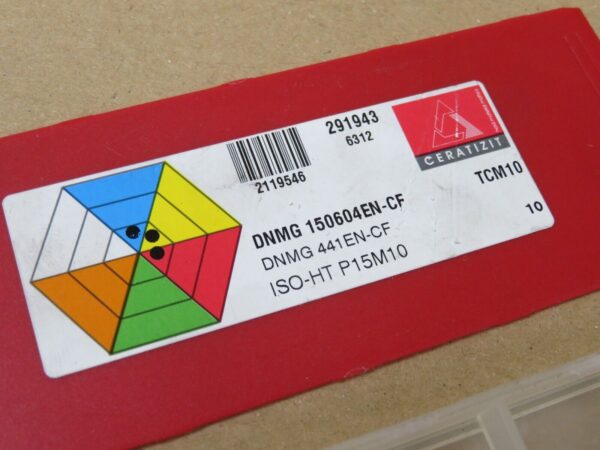 291943
6312
2119546
CERATIZIT
TCM10
10
DNMG 150604EN-CF
DNMG 441EN-CF
ISO-HT P15M10